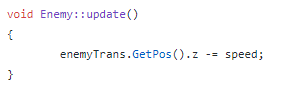 void Enemy::update()
{
        enemyTrans.GetPos().z -= speed;
}